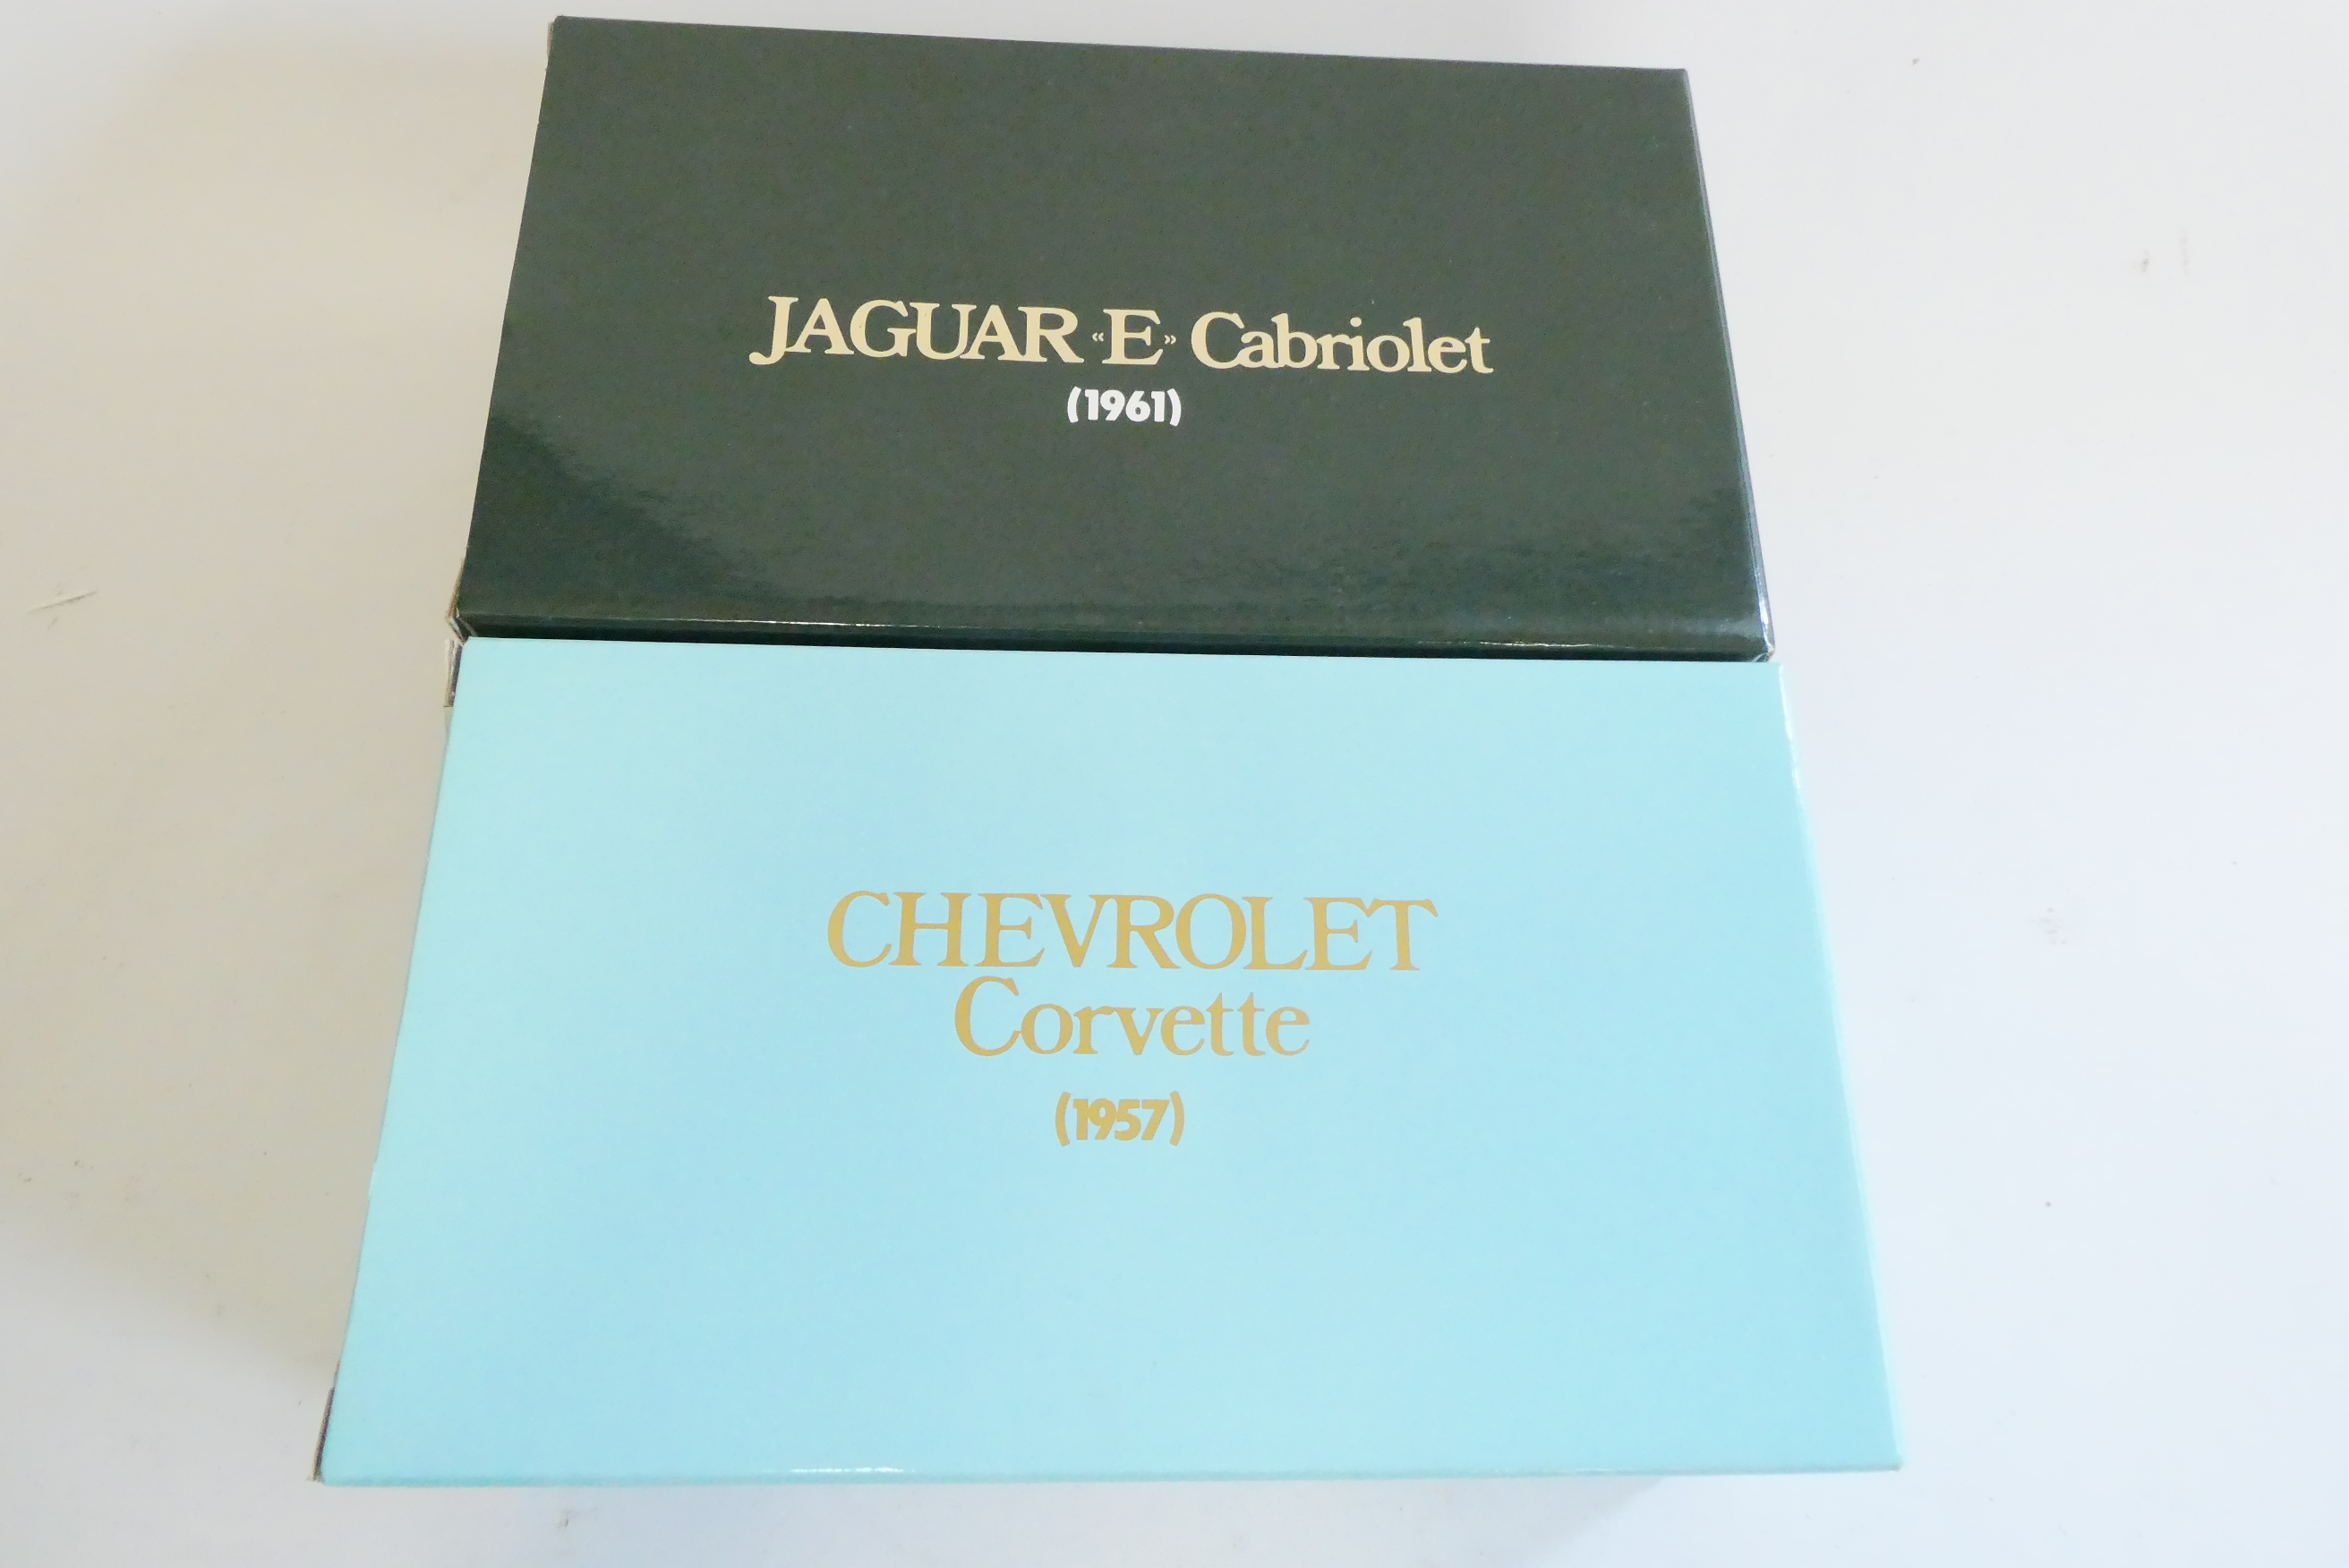 JAGUAR «E» Cabriolet
(1961)
CHEVROLET
Corvette
(1957)